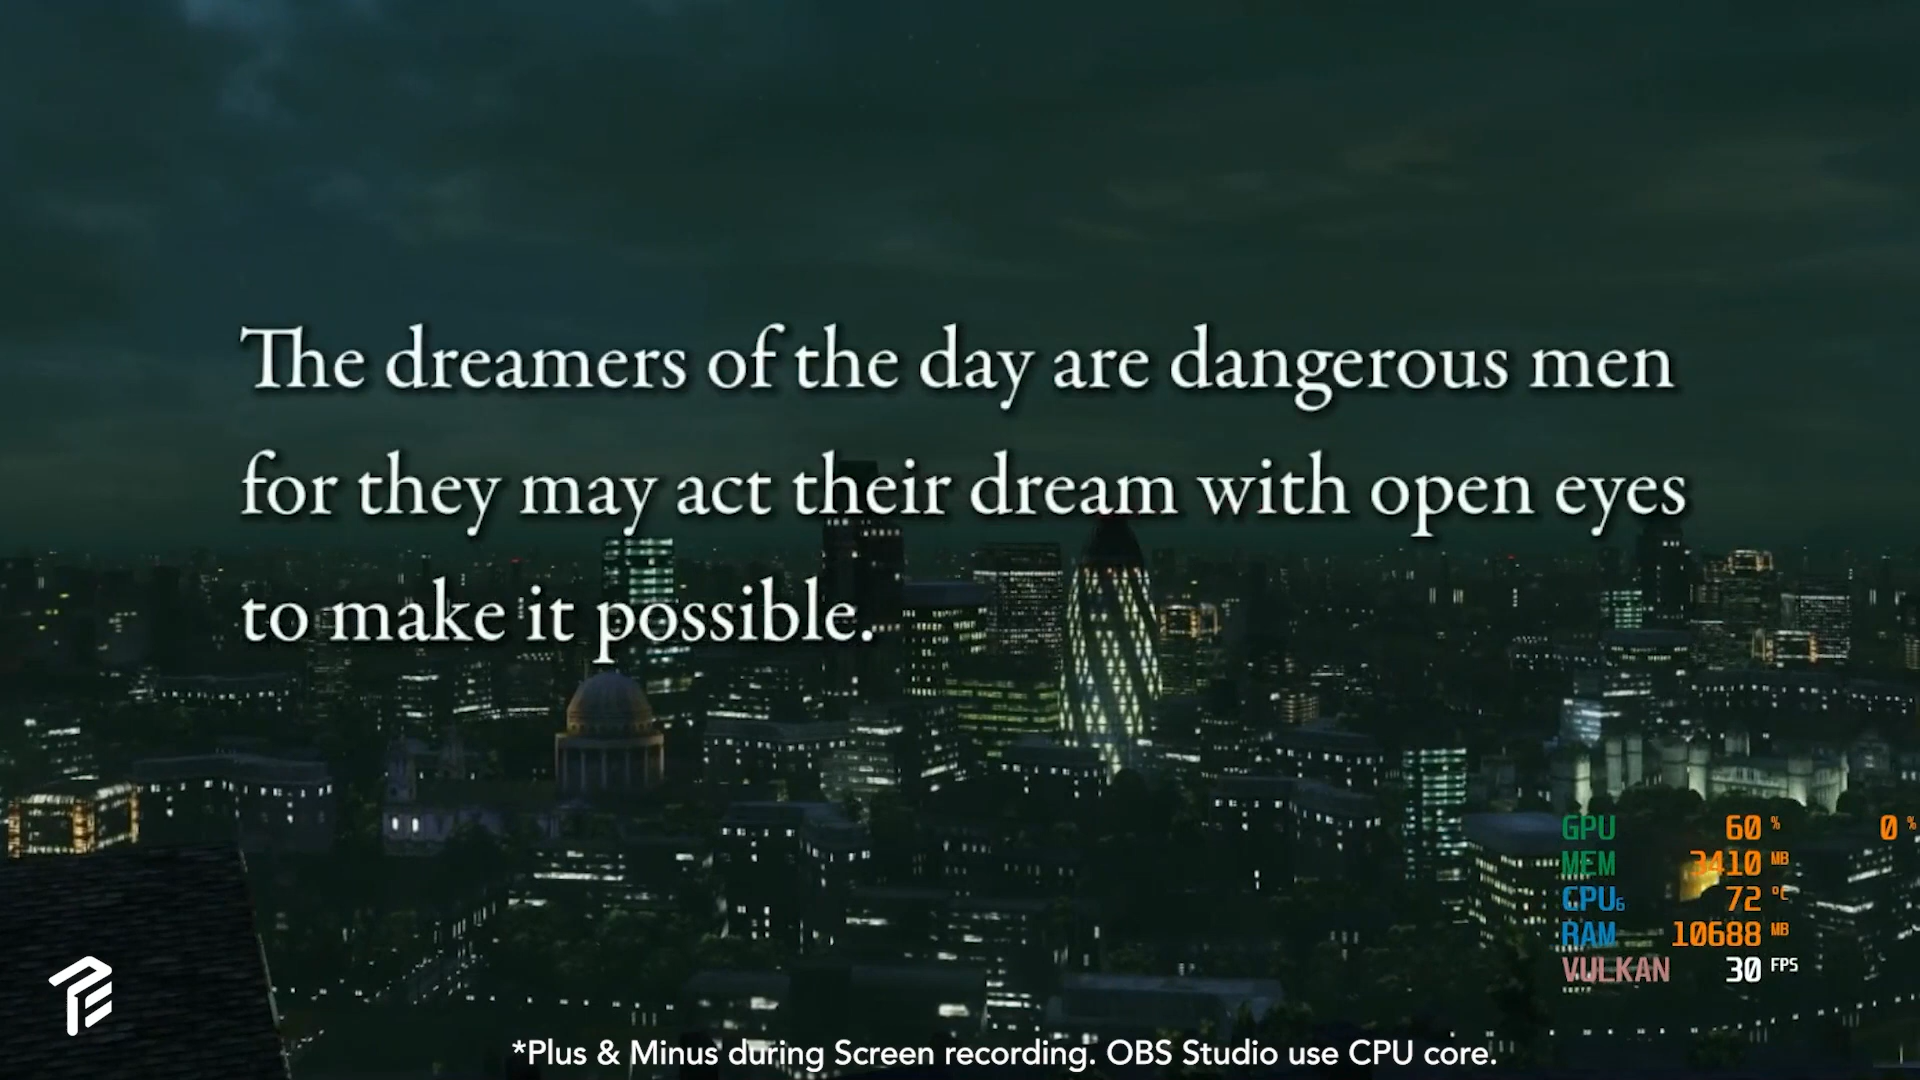 The dreamers of the day are dangerous men
for they may act their dream with open eyes
to make it possible.
GPU 60 % 0 %
MEM 3410 MB
CPU6 72 °C
RAM 10688 MB
VULKAN 30 FPS
*Plus & Minus during Screen recording. OBS Studio use CPU core.